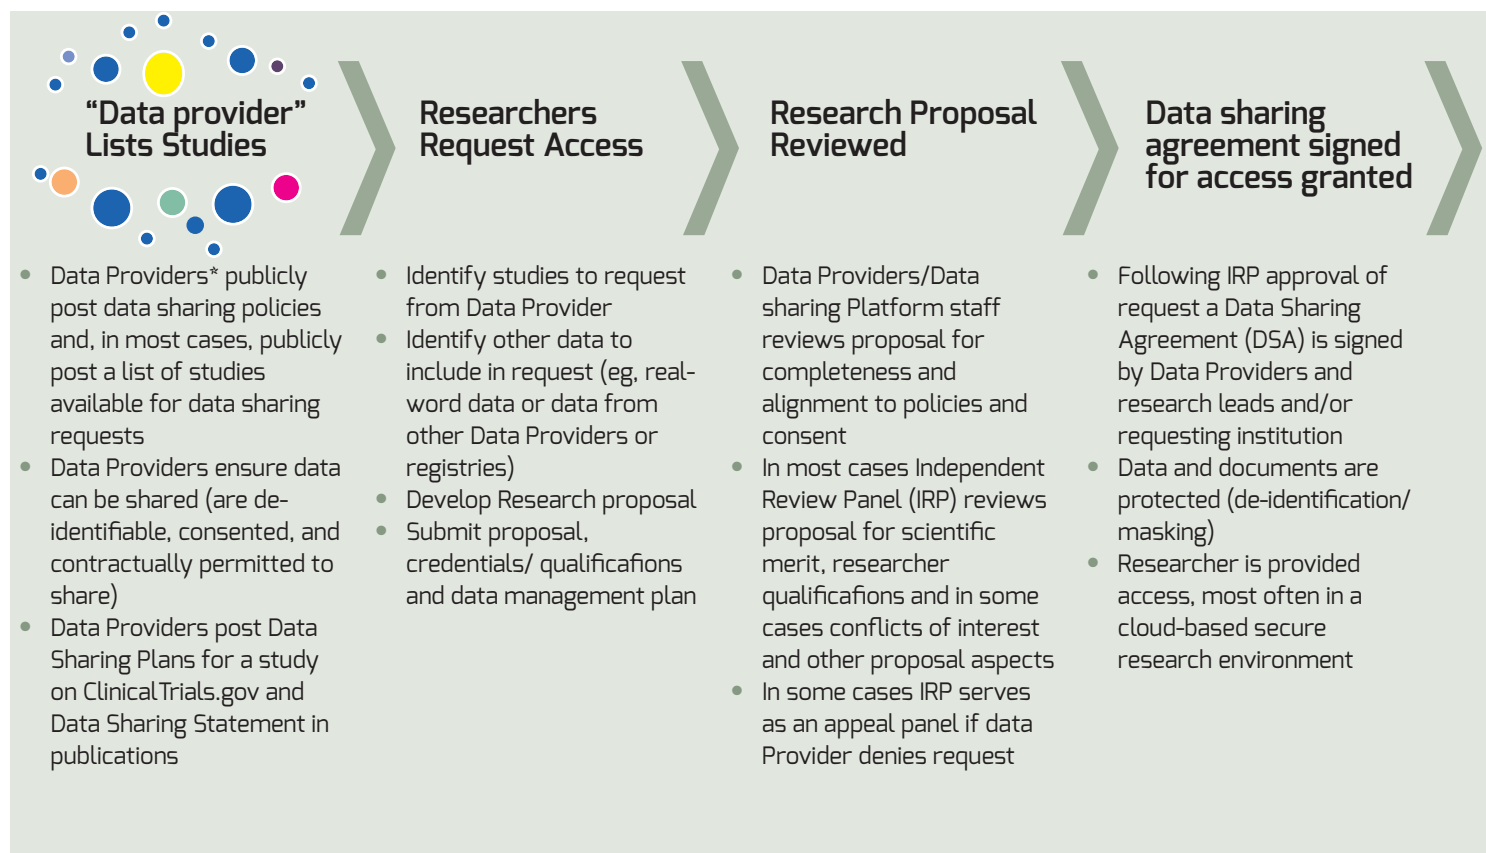 “Data provider”
Lists Studies
Researchers
Request Access
Research Proposal
Reviewed
Data sharing
agreement signed
for access granted
• Data Providers* publicly
post data sharing policies
and, in most cases, publicly
post a list of studies
available for data sharing
requests
• Data Providers ensure data
can be shared (are de-
identifiable, consented, and
contractually permitted to
share)
• Data Providers post Data
Sharing Plans for a study
on ClinicalTrials.gov and
Data Sharing Statement in
publications
• Identify studies to request
from Data Provider
• Identify other data to
include in request (eg, real-
word data or data from
other Data Providers or
registries)
• Develop Research proposal
• Submit proposal,
credentials/ qualifications
and data management plan
• Data Providers/Data
sharing Platform staff
reviews proposal for
completeness and
alignment to policies and
consent
• In most cases Independent
Review Panel (IRP) reviews
proposal for scientific
merit, researcher
qualifications and in some
cases conflicts of interest
and other proposal aspects
• In some cases IRP serves
as an appeal panel if data
Provider denies request
• Following IRP approval of
request a Data Sharing
Agreement (DSA) is signed
by Data Providers and
research leads and/or
requesting institution
• Data and documents are
protected (de-identification/
masking)
• Researcher is provided
access, most often in a
cloud-based secure
research environment